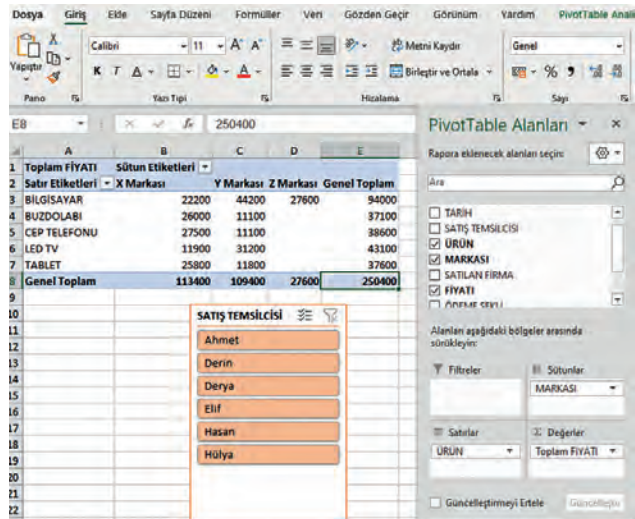 Dosya Giriş Ekle Sayfa Düzeni Formüller Veri Gözden Geçir Görünüm Yardım PivotTable Anali
Yapıştır
Calibri 11 A A
K T A
A
Metni Kaydır
Birleştir ve Ortala
Genel
%
Pano Yazı Tipi Hizalama Sayı
E8 fx 250400
A B C D E
1 Toplam FİYATI Sütun Etiketleri
2 Satır Etiketleri X Markası Y Markası Z Markası Genel Toplam
3 BİLGİSAYAR 22200 44200 27600 94000
4 BUZDOLABI 26000 11100 37100
5 CEP TELEFONU 27500 11100 38600
6 LED TV 11900 31200 43100
7 TABLET 25800 11800 37600
8 Genel Toplam 113400 109400 27600 250400
9
10
11
12
13
14
15
16
17
18
19
20
21
22
SATIŞ TEMSİLCİSİ
Ahmet
Derin
Derya
Elif
Hasan
Hülya
PivotTable Alanları
Rapora eklenecek alanları seçin:
Ara
TARİH
SATIŞ TEMSİLCİSİ
ÜRÜN
MARKASI
SATILAN FİRMA
FİYATI
ÖDEME ŞEKLİ
Alanları aşağıdaki bölgeler arasında
sürükleyin:
Filtreler
Sütunlar
MARKASI
Satırlar
ÜRÜN
Σ Değerler
Toplam FİYATI
Güncelleştirmeyi Ertele
Güncelleştir